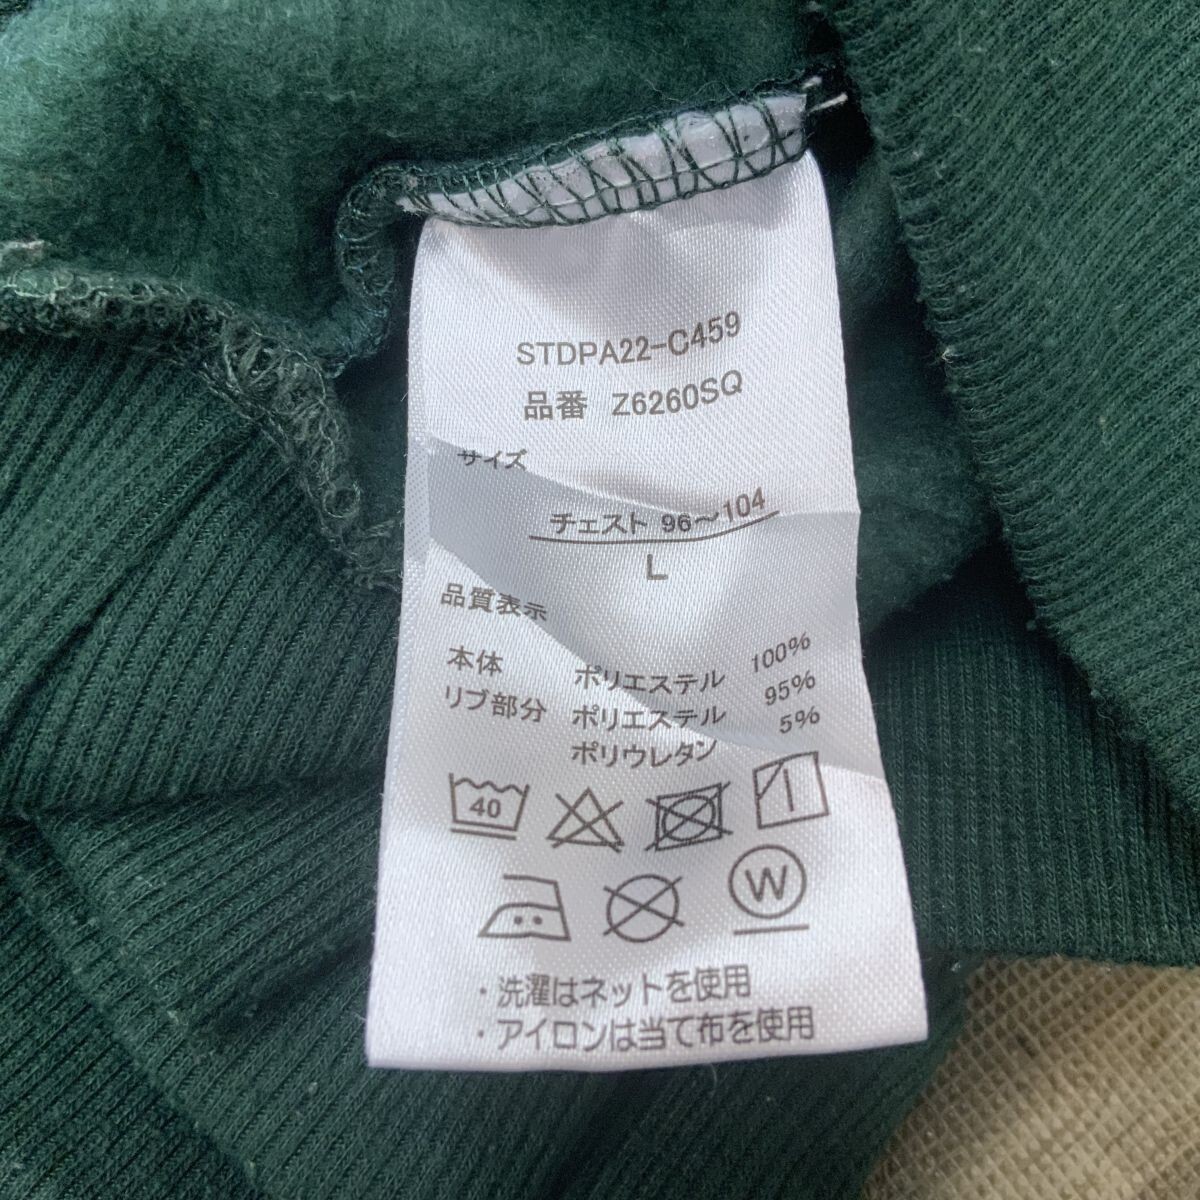 STDPA22-C459
品番 Z6260SQ
サイズ
チェスト 96〜104
L
品質表示
本体 ポリエステル 100%
リブ部分 ポリエステル 95%
ポリウレタン 5%
40
W
・洗濯はネットを使用
・アイロンは当て布を使用